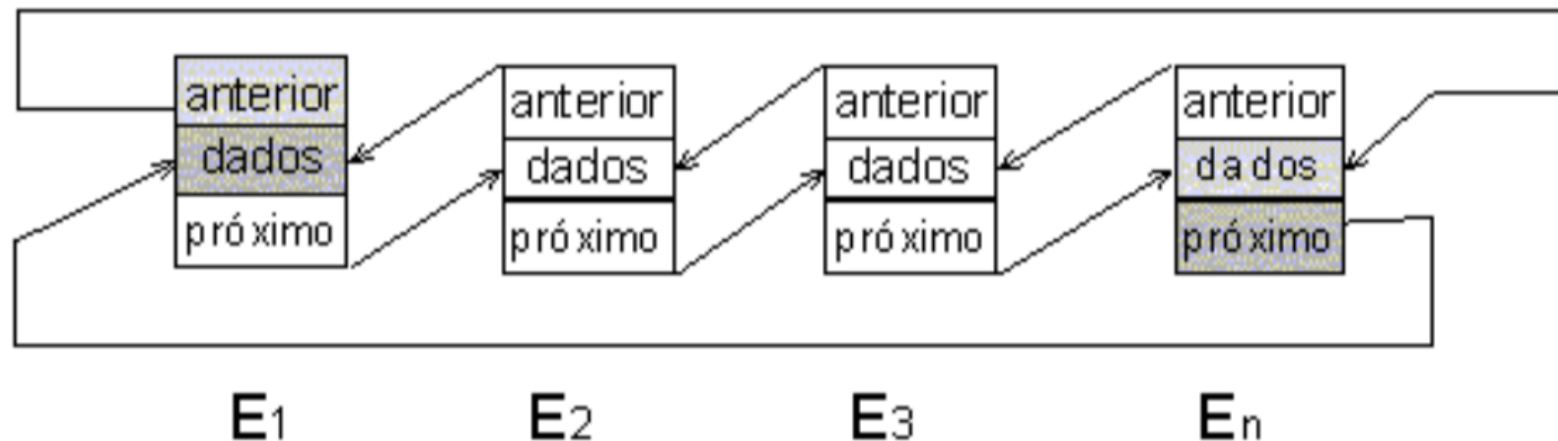 anterior anterior anterior anterior
dados dados dados dados
próximo próximo próximo próximo
E1 E2 E3 En